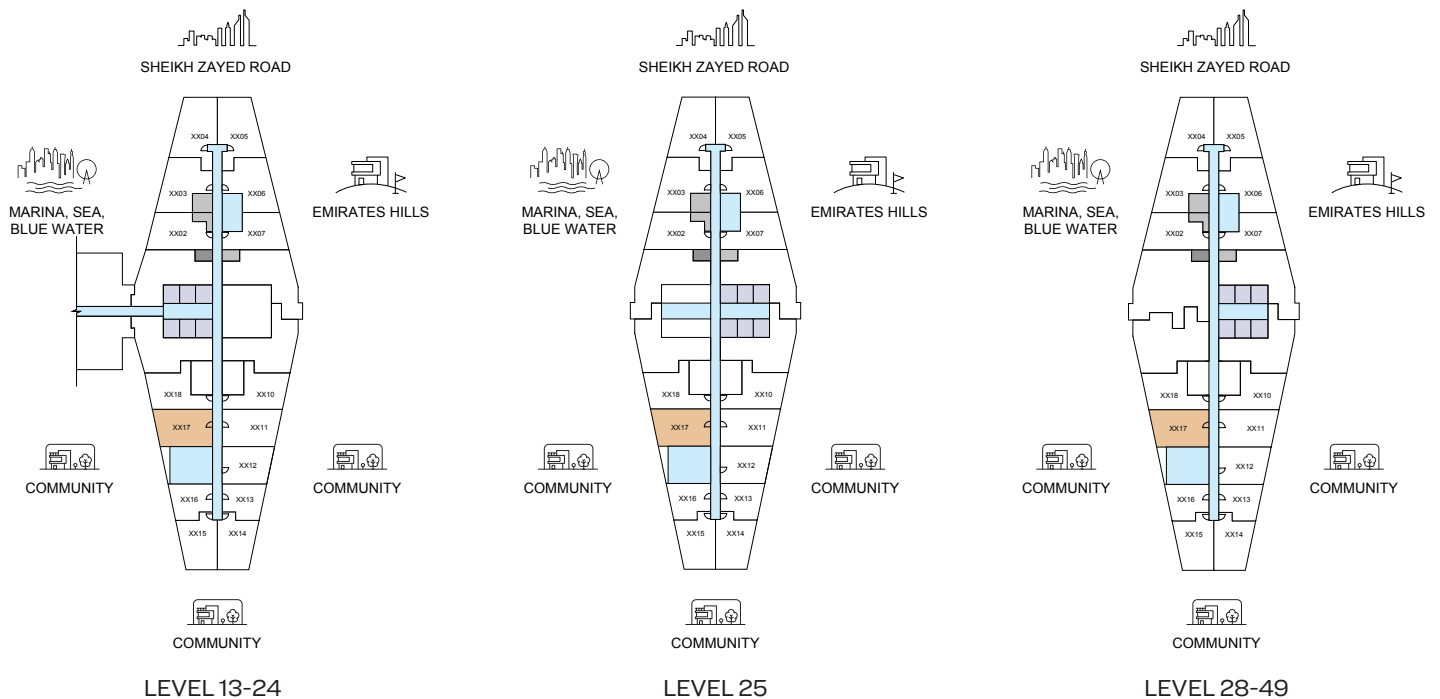 SHEIKH ZAYED ROAD
MARINA, SEA,
BLUE WATER
EMIRATES HILLS
XX04
XX05
XX03
XX06
XX02
XX07
XX18
XX10
XX17
XX11
XX12
XX16
XX13
XX15
XX14
COMMUNITY
COMMUNITY
COMMUNITY
LEVEL 13-24
SHEIKH ZAYED ROAD
MARINA, SEA,
BLUE WATER
EMIRATES HILLS
XX04
XX05
XX03
XX06
XX02
XX07
XX18
XX10
XX17
XX11
XX12
XX16
XX13
XX15
XX14
COMMUNITY
COMMUNITY
COMMUNITY
LEVEL 25
SHEIKH ZAYED ROAD
MARINA, SEA,
BLUE WATER
EMIRATES HILLS
XX04
XX05
XX03
XX06
XX02
XX07
XX18
XX10
XX17
XX11
XX12
XX16
XX13
XX15
XX14
COMMUNITY
COMMUNITY
COMMUNITY
LEVEL 28-49